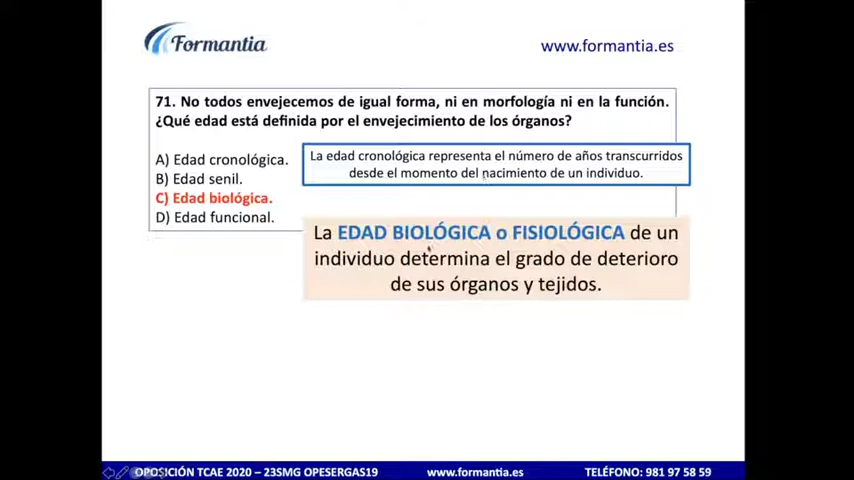 Formantia
www.formantia.es
71. No todos envejecemos de igual forma, ni en morfología ni en la función.
¿Qué edad está definida por el envejecimiento de los órganos?
A) Edad cronológica.
B) Edad senil.
C) Edad biológica.
D) Edad funcional.
La edad cronológica representa el número de años transcurridos
desde el momento del nacimiento de un individuo.
La EDAD BIOLÓGICA o FISIOLÓGICA de un
individuo determina el grado de deterioro
de sus órganos y tejidos.
OPOSICIÓN TCAE 2020 – 23SMG OPESERGAS19
www.formantia.es
TELÉFONO: 981 97 58 59